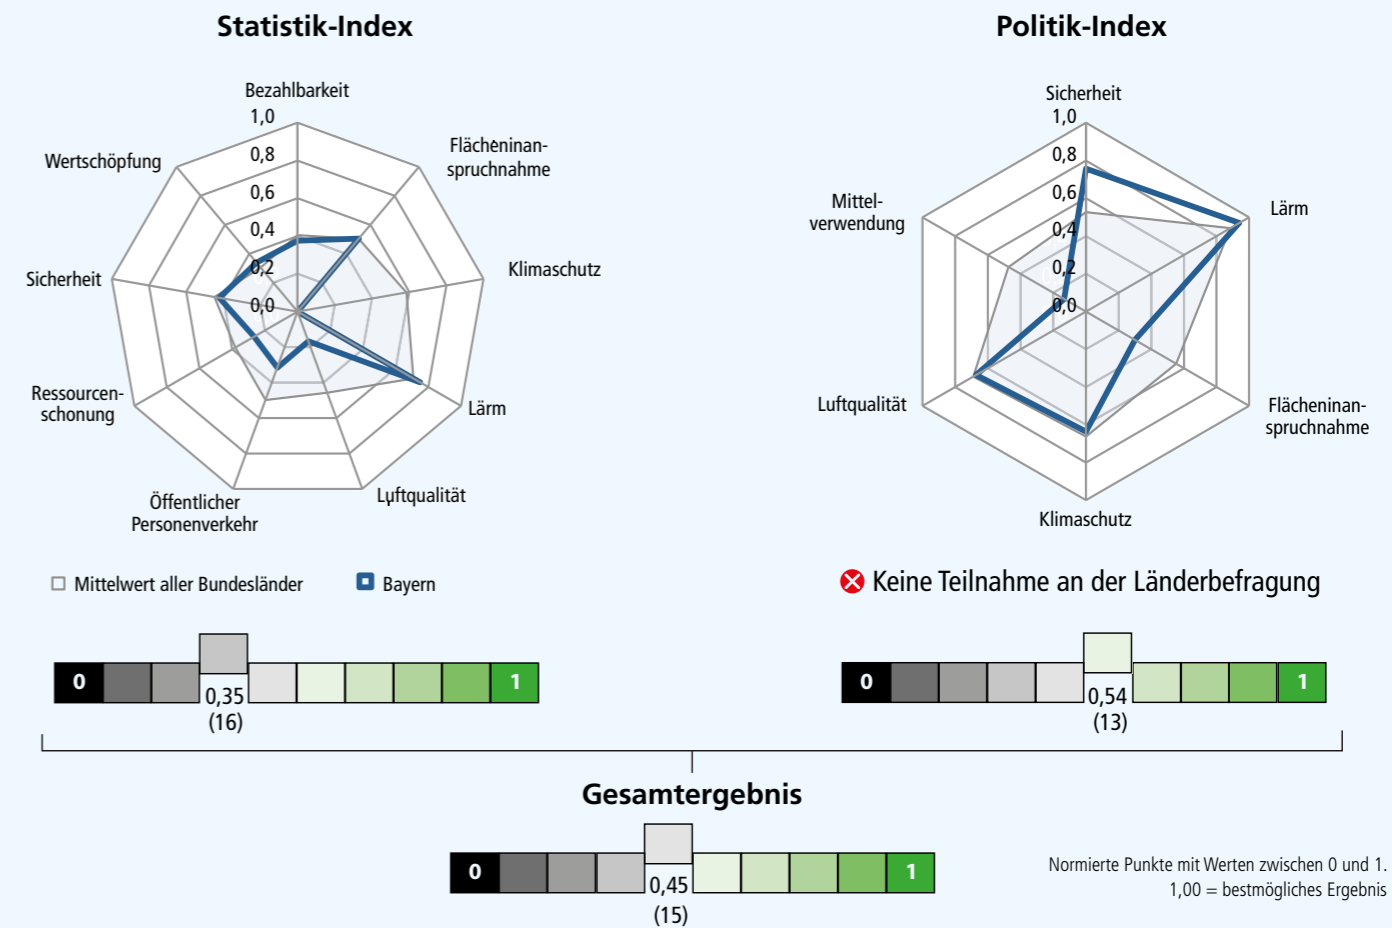 Statistik-Index
Bezahlbarkeit
1,0
0,8
0,6
0,4
0,2
0,0
Flächeninan-
spruchnahme
Klimaschutz
Lärm
Luftqualität
Öffentlicher
Personenverkehr
Ressourcen-
schonung
Sicherheit
Wertschöpfung
Mittelwert aller Bundesländer
Bayern
0
1
0,35
(16)
Politik-Index
Sicherheit
1,0
0,8
0,6
0,4
0,2
0,0
Lärm
Flächeninan-
spruchnahme
Klimaschutz
Luftqualität
Mittel-
verwendung
Keine Teilnahme an der Länderbefragung
0
1
0,54
(13)
Gesamtergebnis
0
1
0,45
(15)
Normierte Punkte mit Werten zwischen 0 und 1.
1,00 = bestmögliches Ergebnis